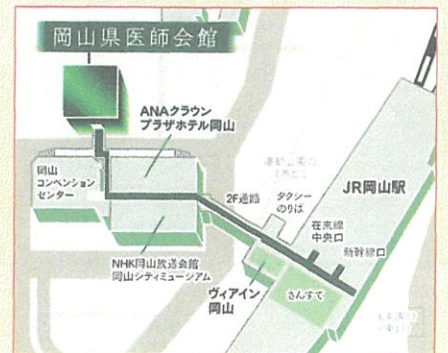 岡山県医師会館
ANAクラウン
プラザホテル岡山
岡山
コンベンション
センター
2F通路
タクシー
のりば
JR岡山駅
在来線
中央口
新幹線口
NHK岡山放送会館
岡山シティミュージアム
ヴィアイン
岡山
さんすて